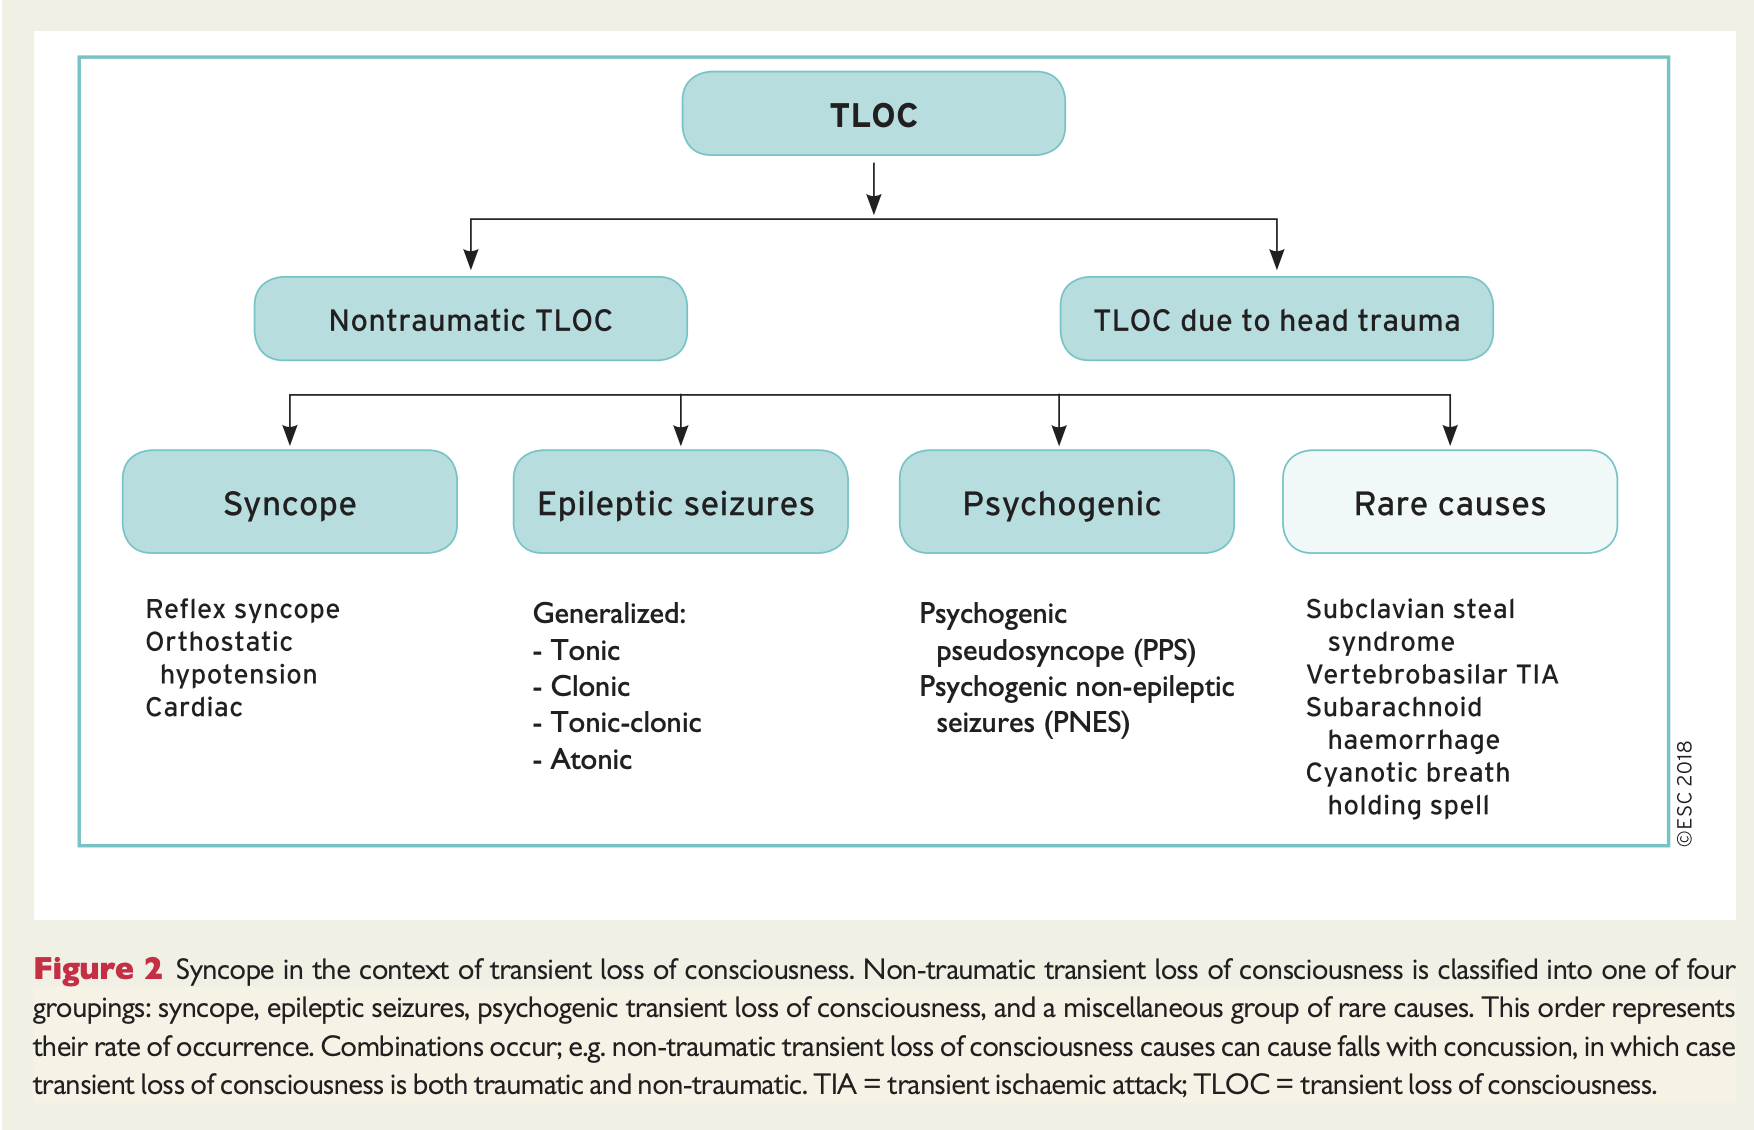 TLOC
Nontraumatic TLOC
TLOC due to head trauma
Syncope
Epileptic seizures
Psychogenic
Rare causes
Reflex syncope
Orthostatic
hypotension
Cardiac
Generalized:
- Tonic
- Clonic
- Tonic-clonic
- Atonic
Psychogenic
pseudosyncope (PPS)
Psychogenic non-epileptic
seizures (PNES)
Subclavian steal
syndrome
Vertebrobasilar TIA
Subarachnoid
haemorrhage
Cyanotic breath
holding spell
©ESC 2018
Figure 2 Syncope in the context of transient loss of consciousness. Non-traumatic transient loss of consciousness is classified into one of four
groupings: syncope, epileptic seizures, psychogenic transient loss of consciousness, and a miscellaneous group of rare causes. This order represents
their rate of occurrence. Combinations occur; e.g. non-traumatic transient loss of consciousness causes can cause falls with concussion, in which case
transient loss of consciousness is both traumatic and non-traumatic. TIA = transient ischaemic attack; TLOC = transient loss of consciousness.